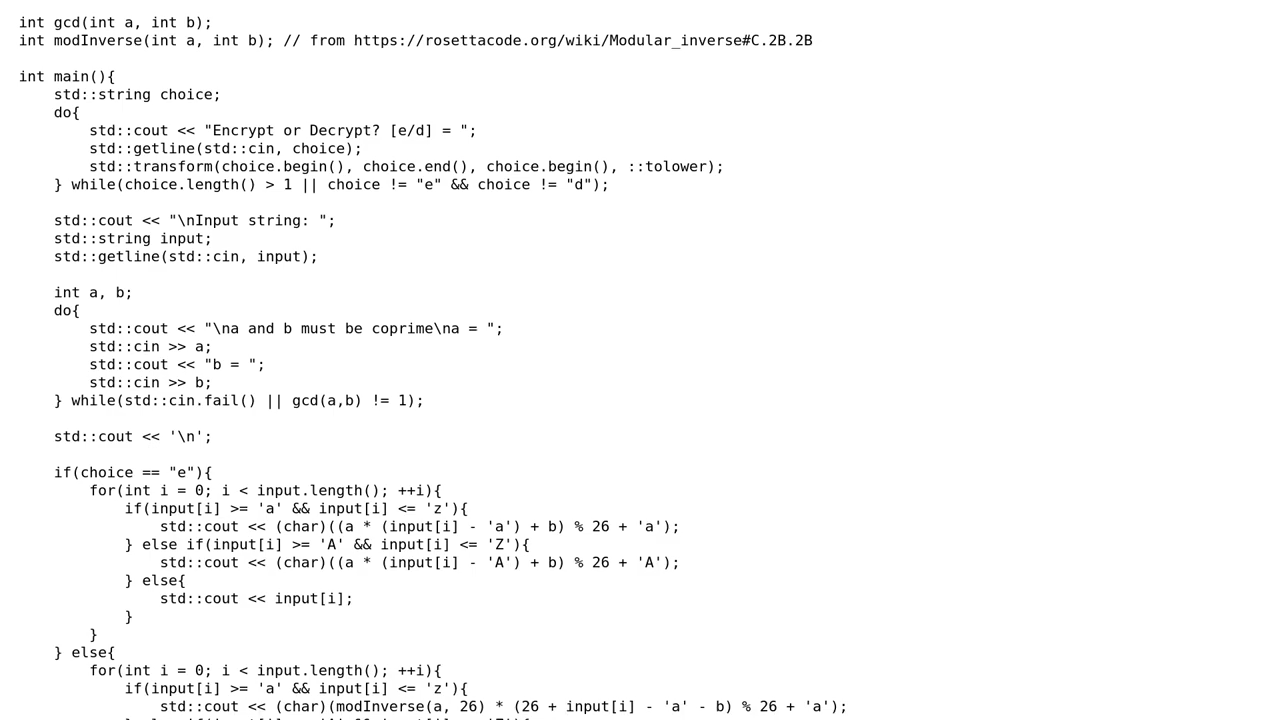 int gcd(int a, int b);
int modInverse(int a, int b); // from https://rosettacode.org/wiki/Modular_inverse#C.2B.2B

int main(){
    std::string choice;
    do{
        std::cout << "Encrypt or Decrypt? [e/d] = ";
        std::getline(std::cin, choice);
        std::transform(choice.begin(), choice.end(), choice.begin(), ::tolower);
    } while(choice.length() > 1 || choice != "e" && choice != "d");

    std::cout << "\nInput string: ";
    std::string input;
    std::getline(std::cin, input);

    int a, b;
    do{
        std::cout << "\na and b must be coprime\na = ";
        std::cin >> a;
        std::cout << "b = ";
        std::cin >> b;
    } while(std::cin.fail() || gcd(a,b) != 1);

    std::cout << '\n';

    if(choice == "e"){
        for(int i = 0; i < input.length(); ++i){
            if(input[i] >= 'a' && input[i] <= 'z'){
                std::cout << (char)((a * (input[i] - 'a') + b) % 26 + 'a');
            } else if(input[i] >= 'A' && input[i] <= 'Z'){
                std::cout << (char)((a * (input[i] - 'A') + b) % 26 + 'A');
            } else{
                std::cout << input[i];
            }
        }
    } else{
        for(int i = 0; i < input.length(); ++i){
            if(input[i] >= 'a' && input[i] <= 'z'){
                std::cout << (char)(modInverse(a, 26) * (26 + input[i] - 'a' - b) % 26 + 'a');